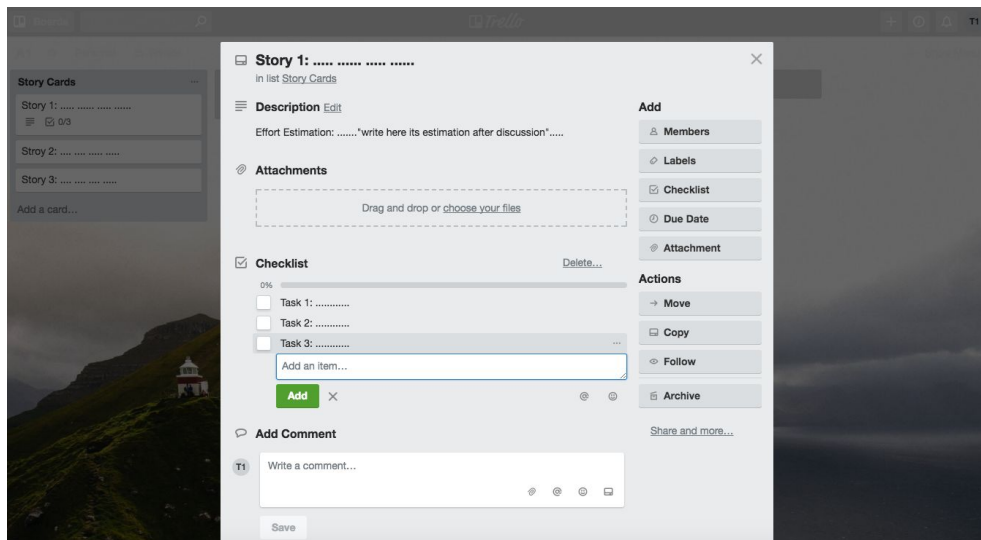 Trello
T1
Story Cards
...
Story 1: ..... ...... ..... ......
0/3
Stroy 2: .... .... ..... .....
Story 3: .... .... .... .....
Add a card...
Story 1: ..... ...... ..... ......
in list Story Cards
Description Edit
Effort Estimation: ......."write here its estimation after discussion".....
Attachments
Drag and drop or choose your files
Checklist
Delete...
0%
Task 1: ............
Task 2: ............
Task 3: ............
...
Add an item...
Add
@
Add Comment
T1
Write a comment...
@
Save
Add
Members
Labels
Checklist
Due Date
Attachment
Actions
Move
Copy
Follow
Archive
Share and more...